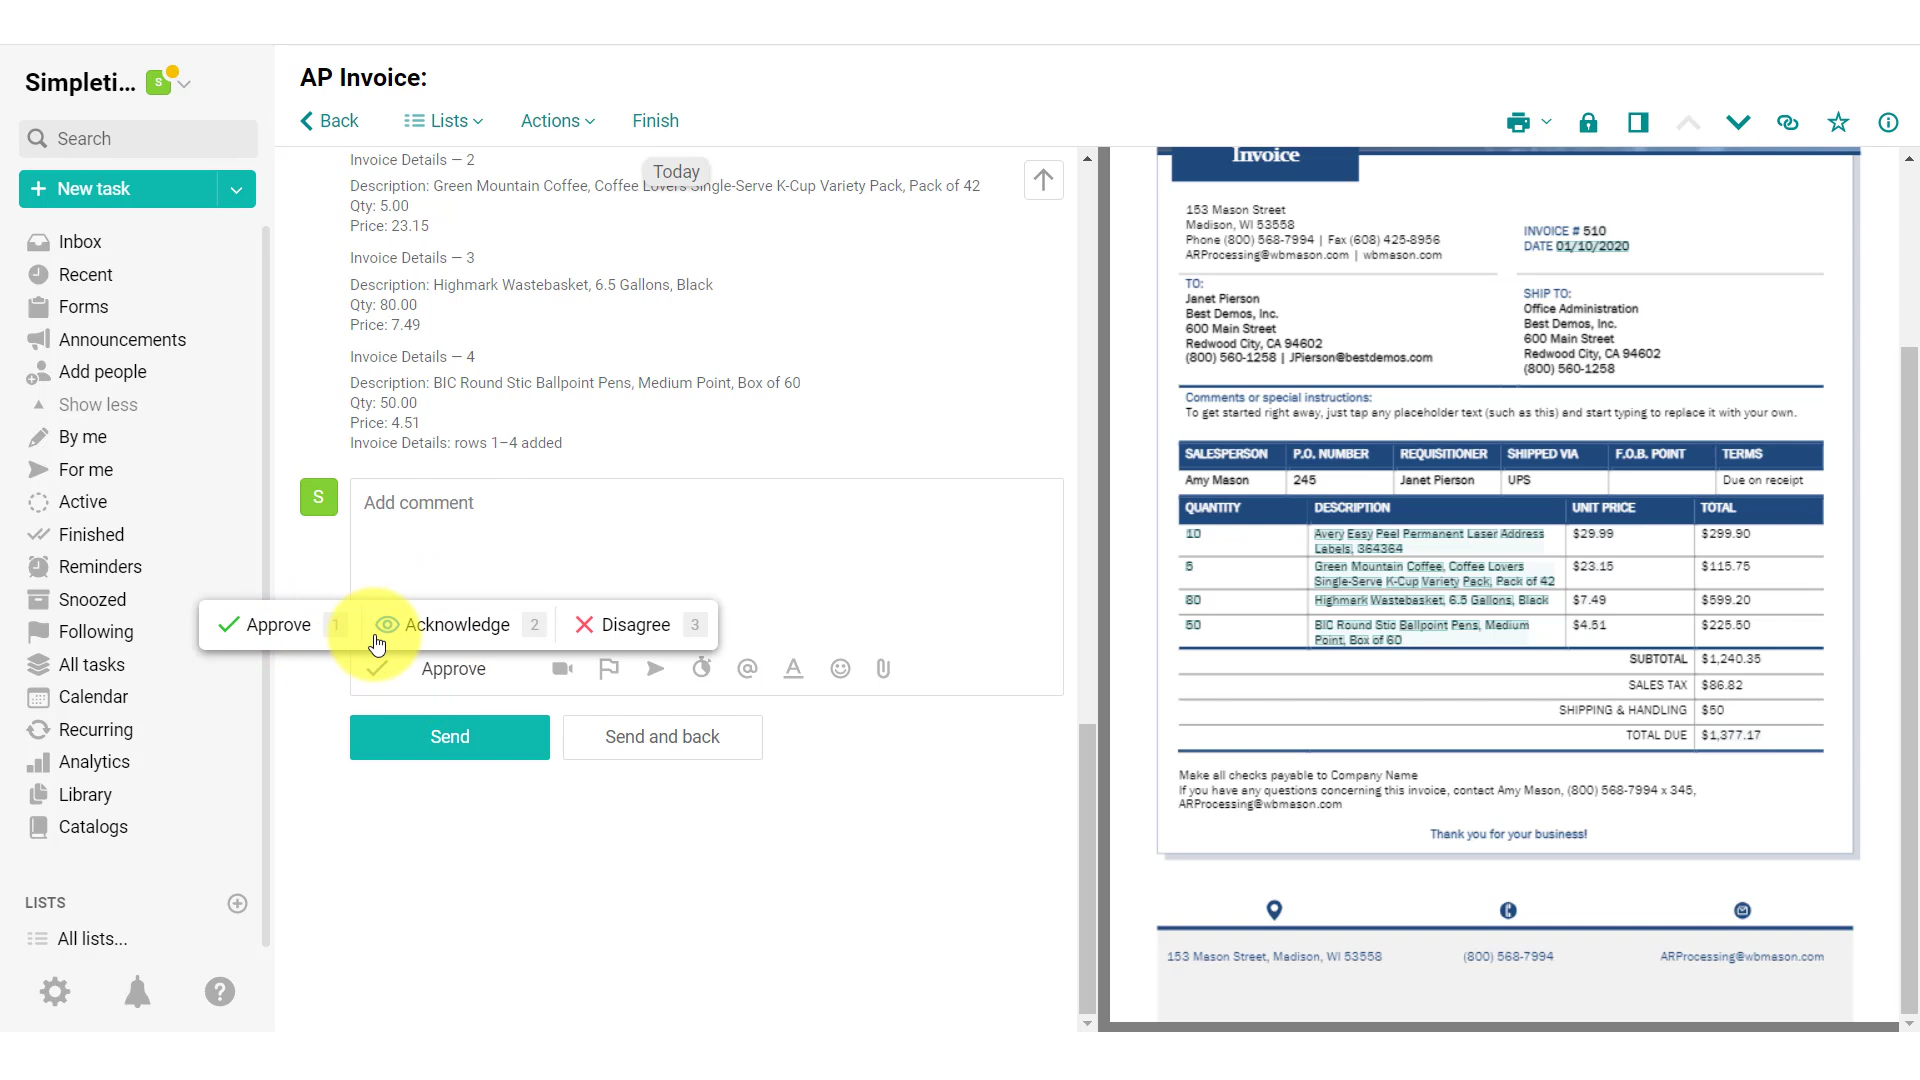 Simpleti...
S
Search
New task
Inbox
Recent
Forms
Announcements
Add people
Show less
By me
For me
Active
Finished
Reminders
Snoozed
Following
All tasks
Calendar
Recurring
Analytics
Library
Catalogs
LISTS
All lists...
AP Invoice:
Back
Lists
Actions
Finish
Today
Invoice Details — 2
Description: Green Mountain Coffee, Coffee Lovers Single-Serve K-Cup Variety Pack, Pack of 42
Qty: 5.00
Price: 23.15
Invoice Details — 3
Description: Highmark Wastebasket, 6.5 Gallons, Black
Qty: 80.00
Price: 7.49
Invoice Details — 4
Description: BIC Round Stic Ballpoint Pens, Medium Point, Box of 60
Qty: 50.00
Price: 4.51
Invoice Details: rows 1–4 added
S
Add comment
Approve 1 Acknowledge 2 Disagree 3
Approve
Send
Send and back
Invoice
153 Mason Street
Madison, WI 53558
Phone (800) 568-7994 | Fax (608) 425-8956
ARProcessing@wbmason.com | wbmason.com
INVOICE # 510
DATE 01/10/2020
TO:
Janet Pierson
Best Demos, Inc.
600 Main Street
Redwood City, CA 94602
(800) 560-1258 | JPierson@bestdemos.com
SHIP TO:
Office Administration
Best Demos, Inc.
600 Main Street
Redwood City, CA 94602
(800) 560-1258
Comments or special instructions:
To get started right away, just tap any placeholder text (such as this) and start typing to replace it with your own.
SALESPERSON P.O. NUMBER REQUISITIONER SHIPPED VIA F.O.B. POINT TERMS
Amy Mason 245 Janet Pierson UPS Due on receipt
QUANTITY DESCRIPTION UNIT PRICE TOTAL
10 Avery Easy Peel Permanent Laser Address $29.99 $299.90
Labels, 364364
5 Green Mountain Coffee, Coffee Lovers $23.15 $115.75
Single-Serve K-Cup Variety Pack, Pack of 42
80 Highmark Wastebasket, 6.5 Gallons, Black $7.49 $599.20
50 BIC Round Stic Ballpoint Pens, Medium $4.51 $225.50
Point, Box of 60
SUBTOTAL $1,240.35
SALES TAX $86.82
SHIPPING & HANDLING $50
TOTAL DUE $1,377.17
Make all checks payable to Company Name
If you have any questions concerning this invoice, contact Amy Mason, (800) 568-7994 x 345,
ARProcessing@wbmason.com
Thank you for your business!
153 Mason Street, Madison, WI 53558
(800) 568-7994
ARProcessing@wbmason.com